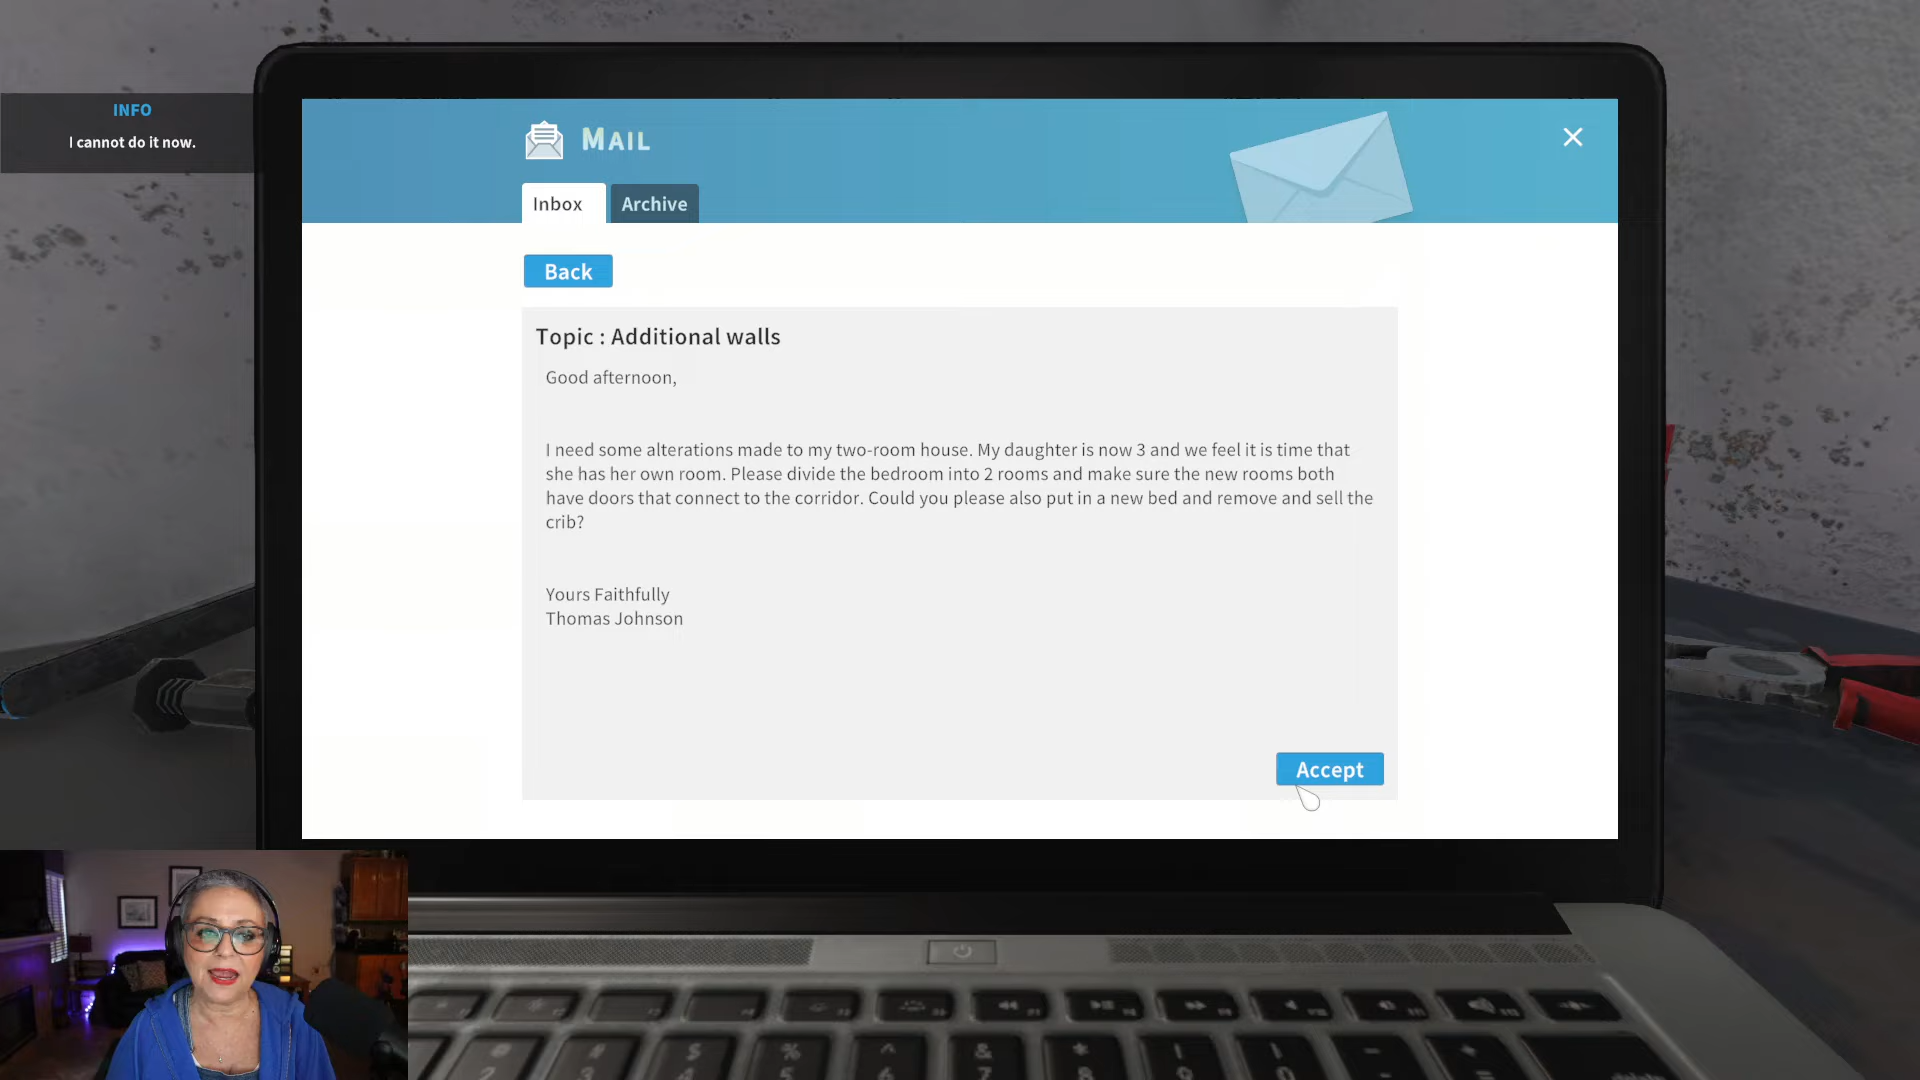 INFO
I cannot do it now.
MAIL
Inbox
Archive
Back
Topic : Additional walls
Good afternoon,
I need some alterations made to my two-room house. My daughter is now 3 and we feel it is time that
she has her own room. Please divide the bedroom into 2 rooms and make sure the new rooms both
have doors that connect to the corridor. Could you please also put in a new bed and remove and sell the
crib?
Yours Faithfully
Thomas Johnson
Accept